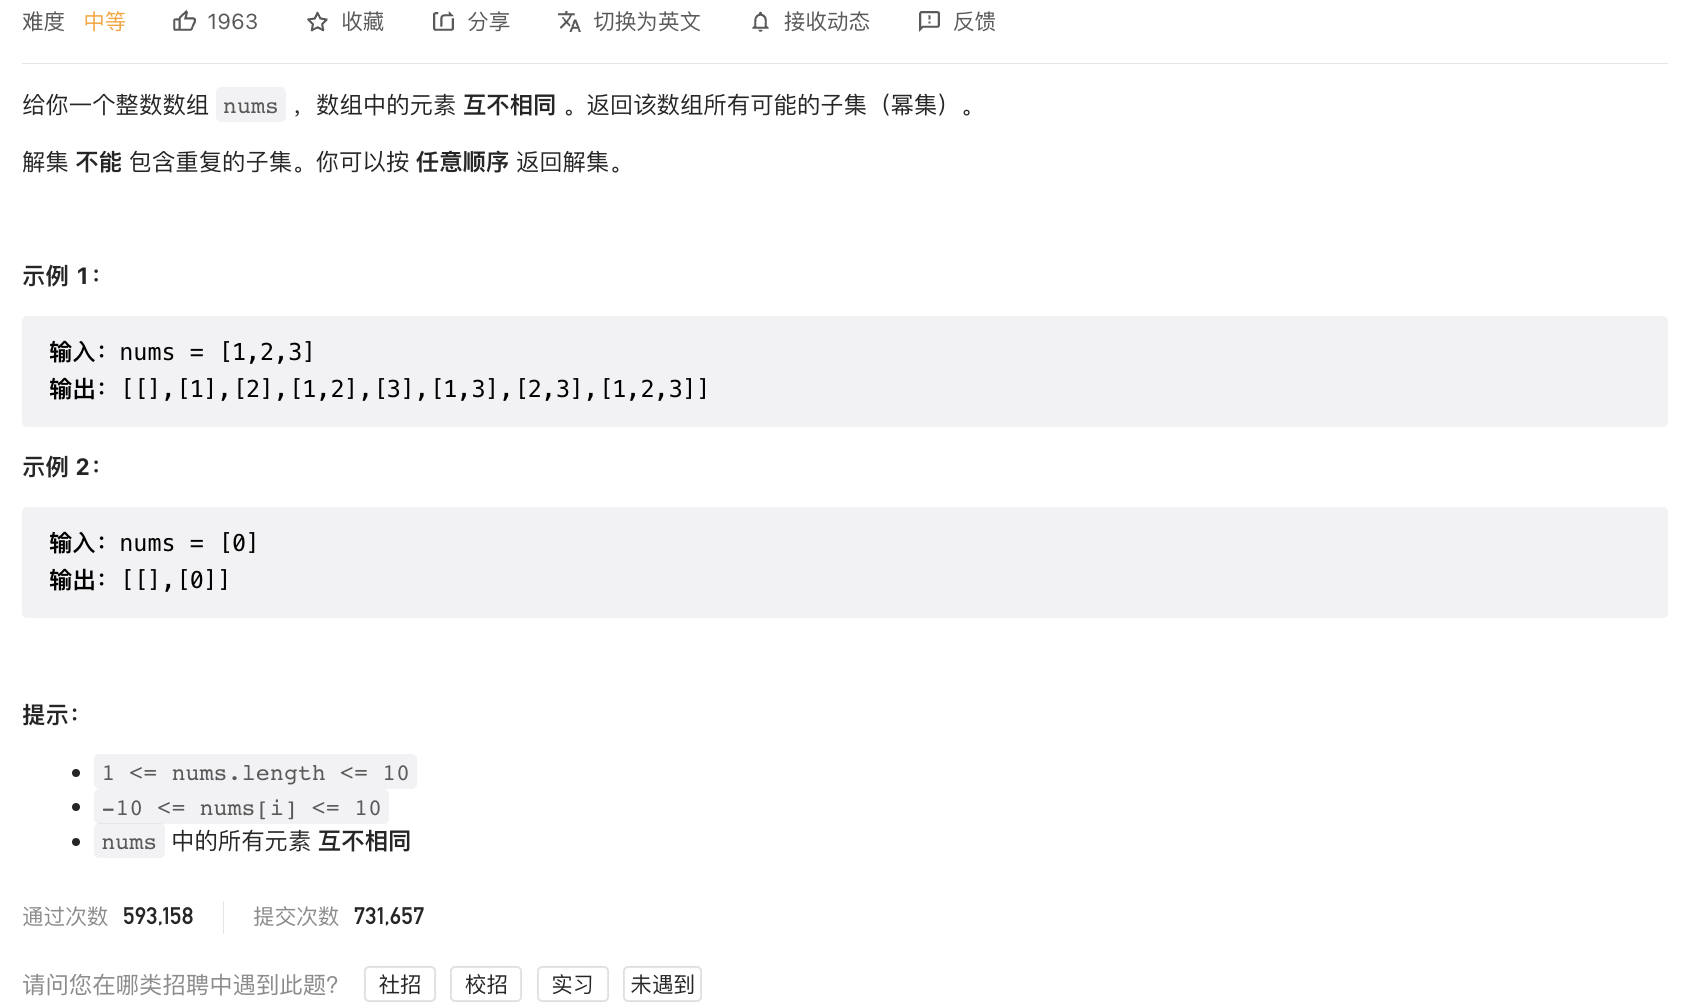 难度 中等 1963 收藏 分享 切换为英文 接收动态 反馈
给你一个整数数组 nums ，数组中的元素 互不相同 。返回该数组所有可能的子集（幂集）。
解集 不能 包含重复的子集。你可以按 任意顺序 返回解集。
示例 1：
输入：nums = [1,2,3]
输出：[[],[1],[2],[1,2],[3],[1,3],[2,3],[1,2,3]]
示例 2：
输入：nums = [0]
输出：[[],[0]]
提示：
1 <= nums.length <= 10
-10 <= nums[i] <= 10
nums 中的所有元素 互不相同
通过次数 593,158 提交次数 731,657
请问您在哪类招聘中遇到此题? 社招 校招 实习 未遇到